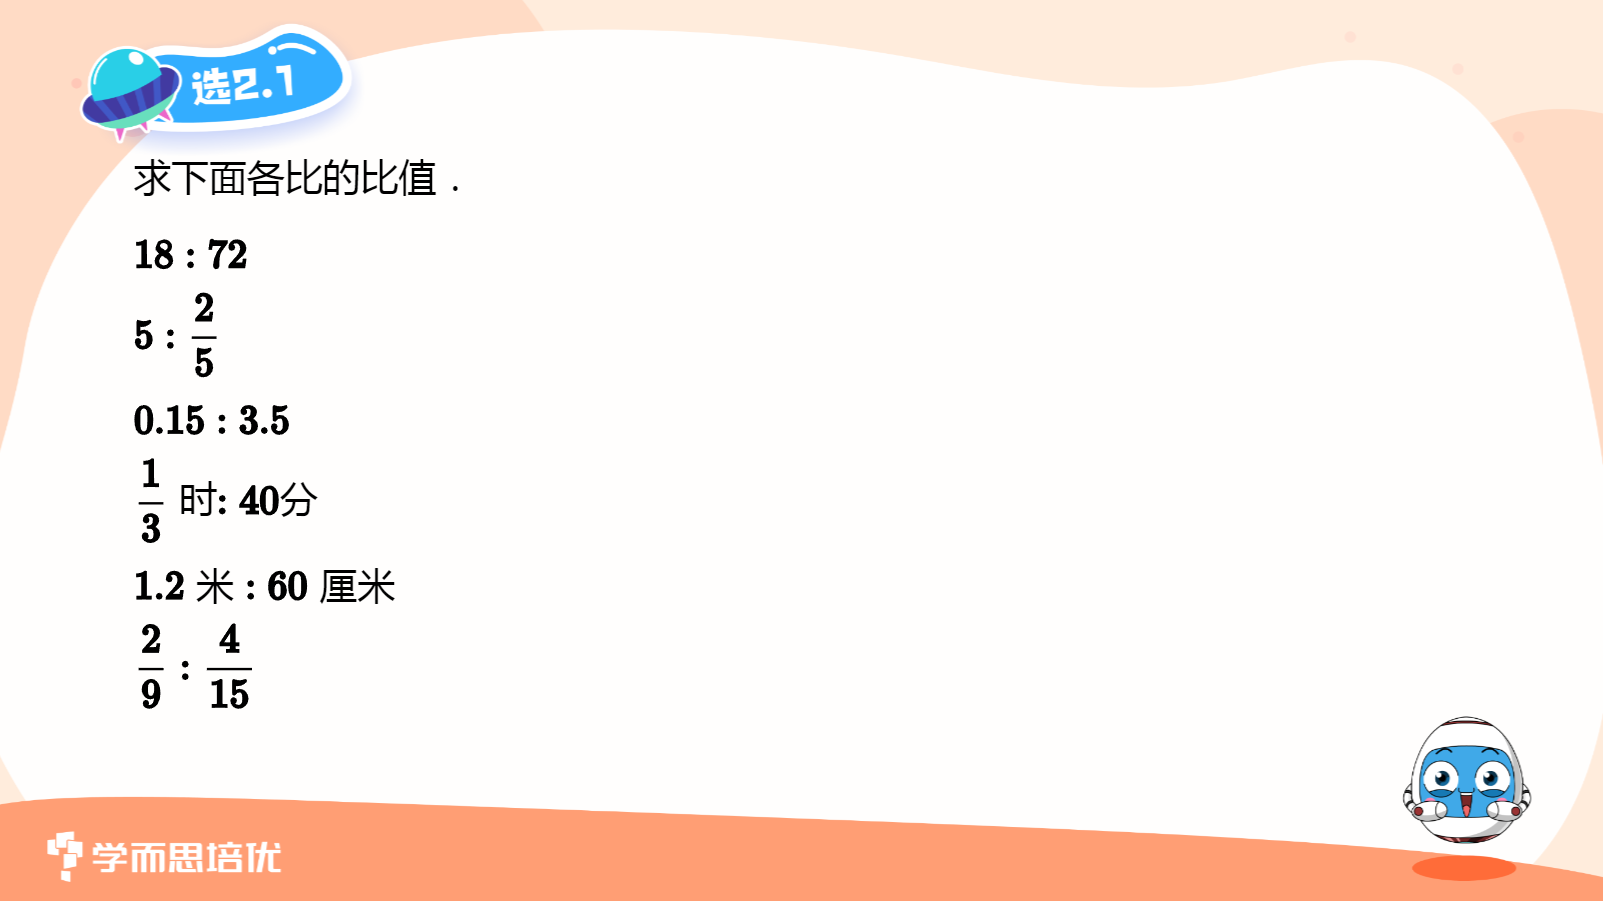 选2.1
求下面各比的比值．
18 : 72
5 : 2/5
0.15 : 3.5
1/3 时: 40分
1.2 米 : 60 厘米
2/9 : 4/15
学而思培优